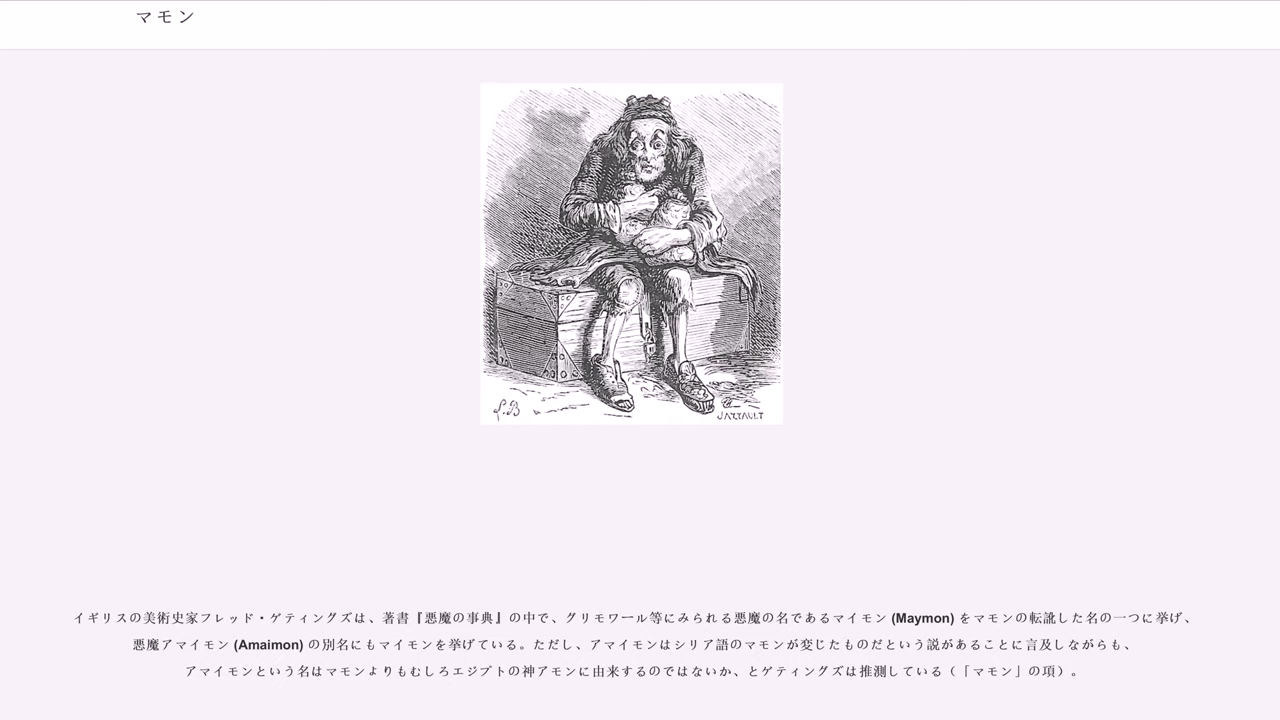 マモン
L.B
JARRAULT
イギリスの美術史家フレッド・ゲティングズは、著書『悪魔の事典』の中で、グリモワール等にみられる悪魔の名であるマイモン (Maymon) をマモンの転訛した名の一つに挙げ、
悪魔アマイモン (Amaimon) の別名にもマイモンを挙げている。ただし、アマイモンはシリア語のマモンが変じたものだという説があることに言及しながらも、
アマイモンという名はマモンよりもむしろエジプトの神アモンに由来するのではないか、とゲティングズは推測している（「マモン」の項）。